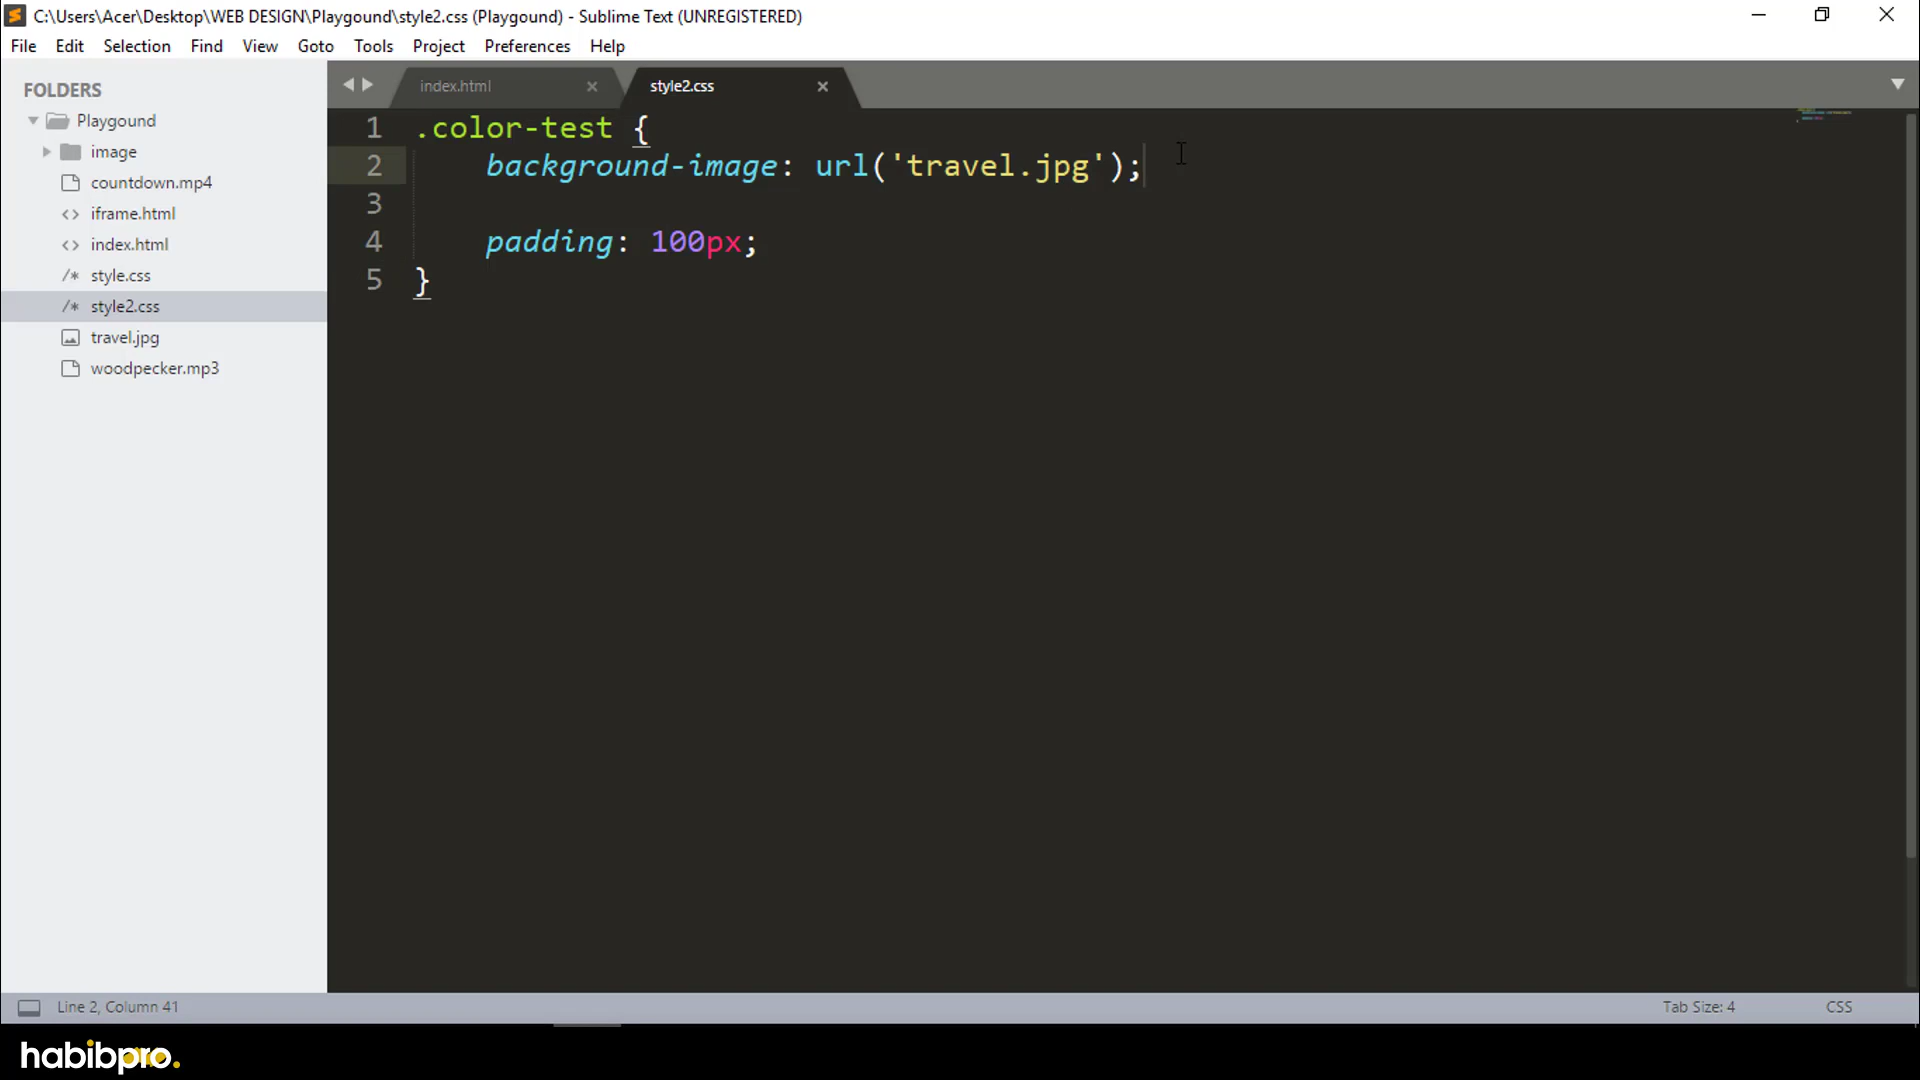 C:\Users\Acer\Desktop\WEB DESIGN\Playgound\style2.css (Playgound) - Sublime Text (UNREGISTERED)
File Edit Selection Find View Goto Tools Project Preferences Help
FOLDERS
Playgound
image
countdown.mp4
iframe.html
index.html
style.css
style2.css
travel.jpg
woodpecker.mp3
index.html style2.css
1 .color-test {
2 background-image: url('travel.jpg');
3
4 padding: 100px;
5 }
Line 2, Column 41 Tab Size: 4 CSS
habibpro.